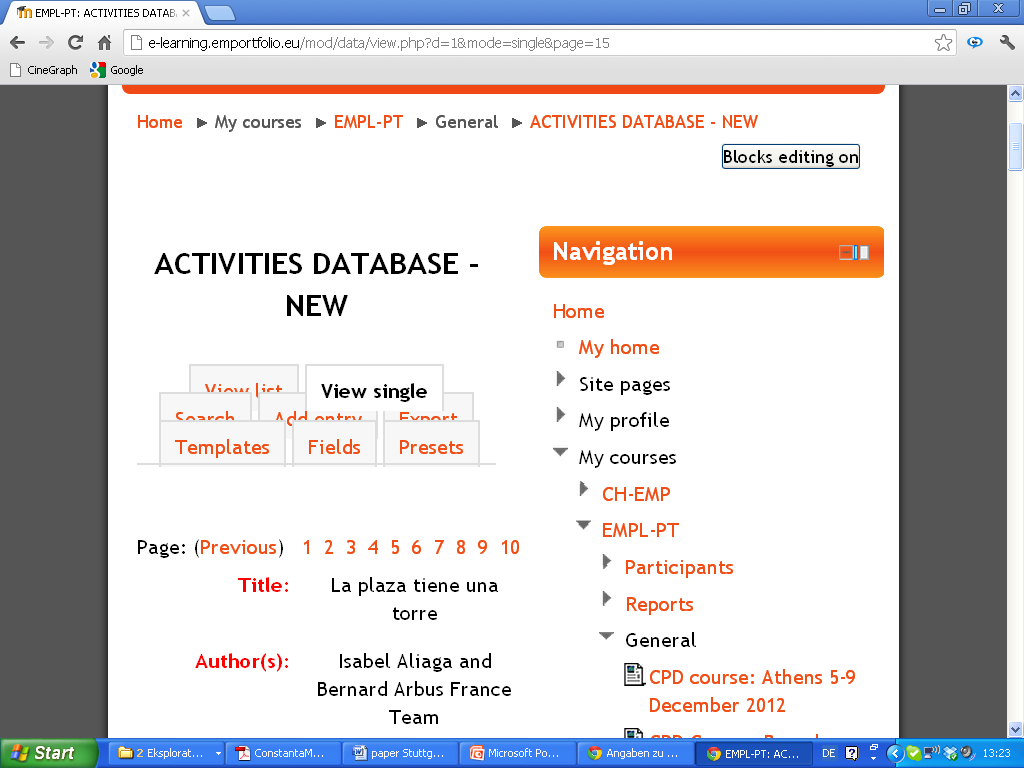 EMPL-PT: ACTIVITIES DATAB
e-learning.emportfolio.eu/mod/data/view.php?d=1&mode=single&page=15
CineGraph Google
Home ► My courses ► EMPL-PT ► General ► ACTIVITIES DATABASE - NEW
Blocks editing on
ACTIVITIES DATABASE -
NEW
View list View single
Search Add entry Export
Templates Fields Presets
Page: (Previous) 1 2 3 4 5 6 7 8 9 10
Title: La plaza tiene una
torre
Author(s): Isabel Aliaga and
Bernard Arbus France
Team
Navigation
Home
My home
Site pages
My profile
My courses
CH-EMP
EMPL-PT
Participants
Reports
General
CPD course: Athens 5-9
December 2012
Start 2 Eksplorat... ConstantaM... paper Stuttg... Microsoft Po... Angaben zu ... EMPL-PT: AC... DE 13:23